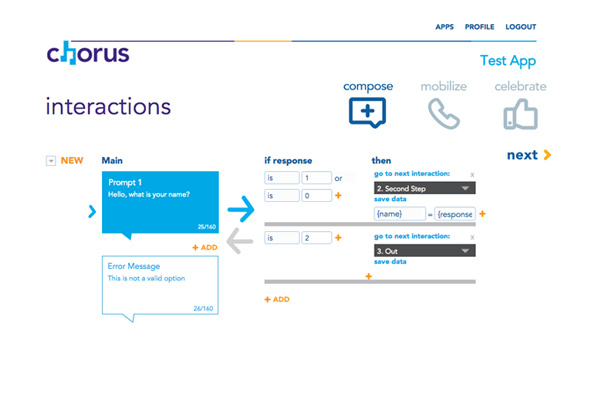 APPS PROFILE LOGOUT
chorus
Test App
interactions
compose
mobilize
celebrate
next
NEW
Main
if response
then
Prompt 1
Hello, what is your name?
25/160
+ ADD
Error Message
This is not a valid option
26/160
is 1 or
is 0 +
go to next interaction: x
2. Second Step
save data
{name} = {response +
is 2 +
go to next interaction: x
3. Out
save data
+
+ ADD